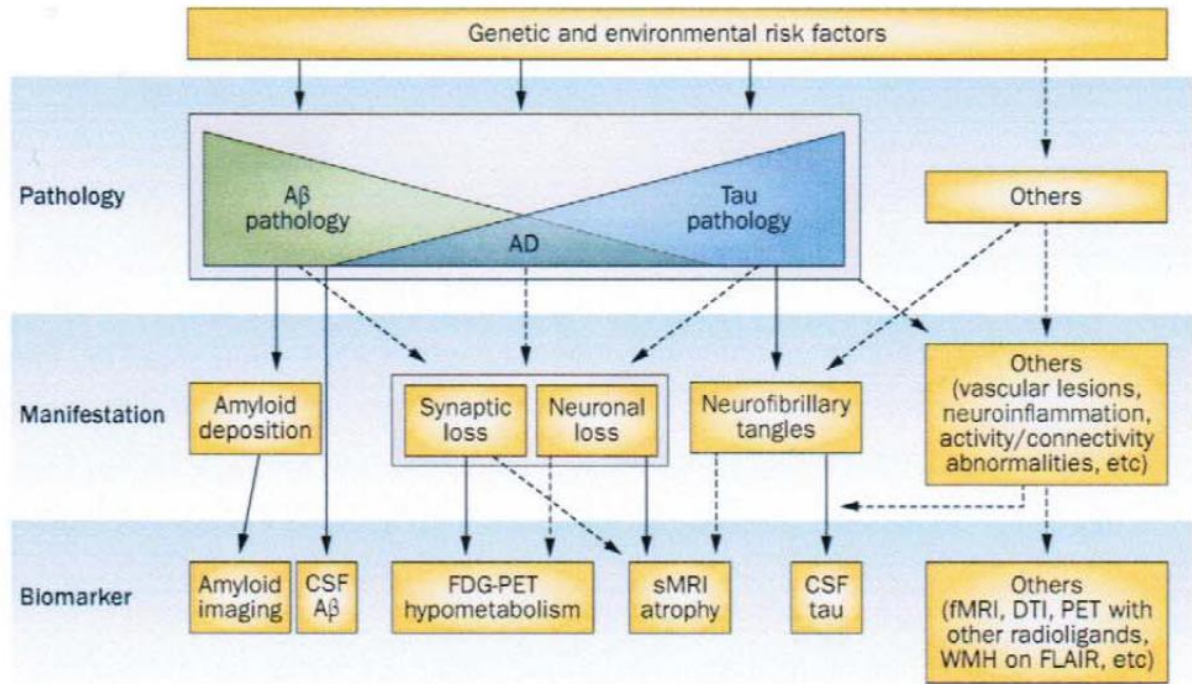 Genetic and environmental risk factors
Pathology
Aβ
pathology
AD
Tau
pathology
Others
Manifestation
Amyloid
deposition
Synaptic
loss
Neuronal
loss
Neurofibrillary
tangles
Others
(vascular lesions,
neuroinflammation,
activity/connectivity
abnormalities, etc)
Biomarker
Amyloid
imaging
CSF
Aβ
FDG-PET
hypometabolism
sMRI
atrophy
CSF
tau
Others
(fMRI, DTI, PET with
other radioligands,
WMH on FLAIR, etc)